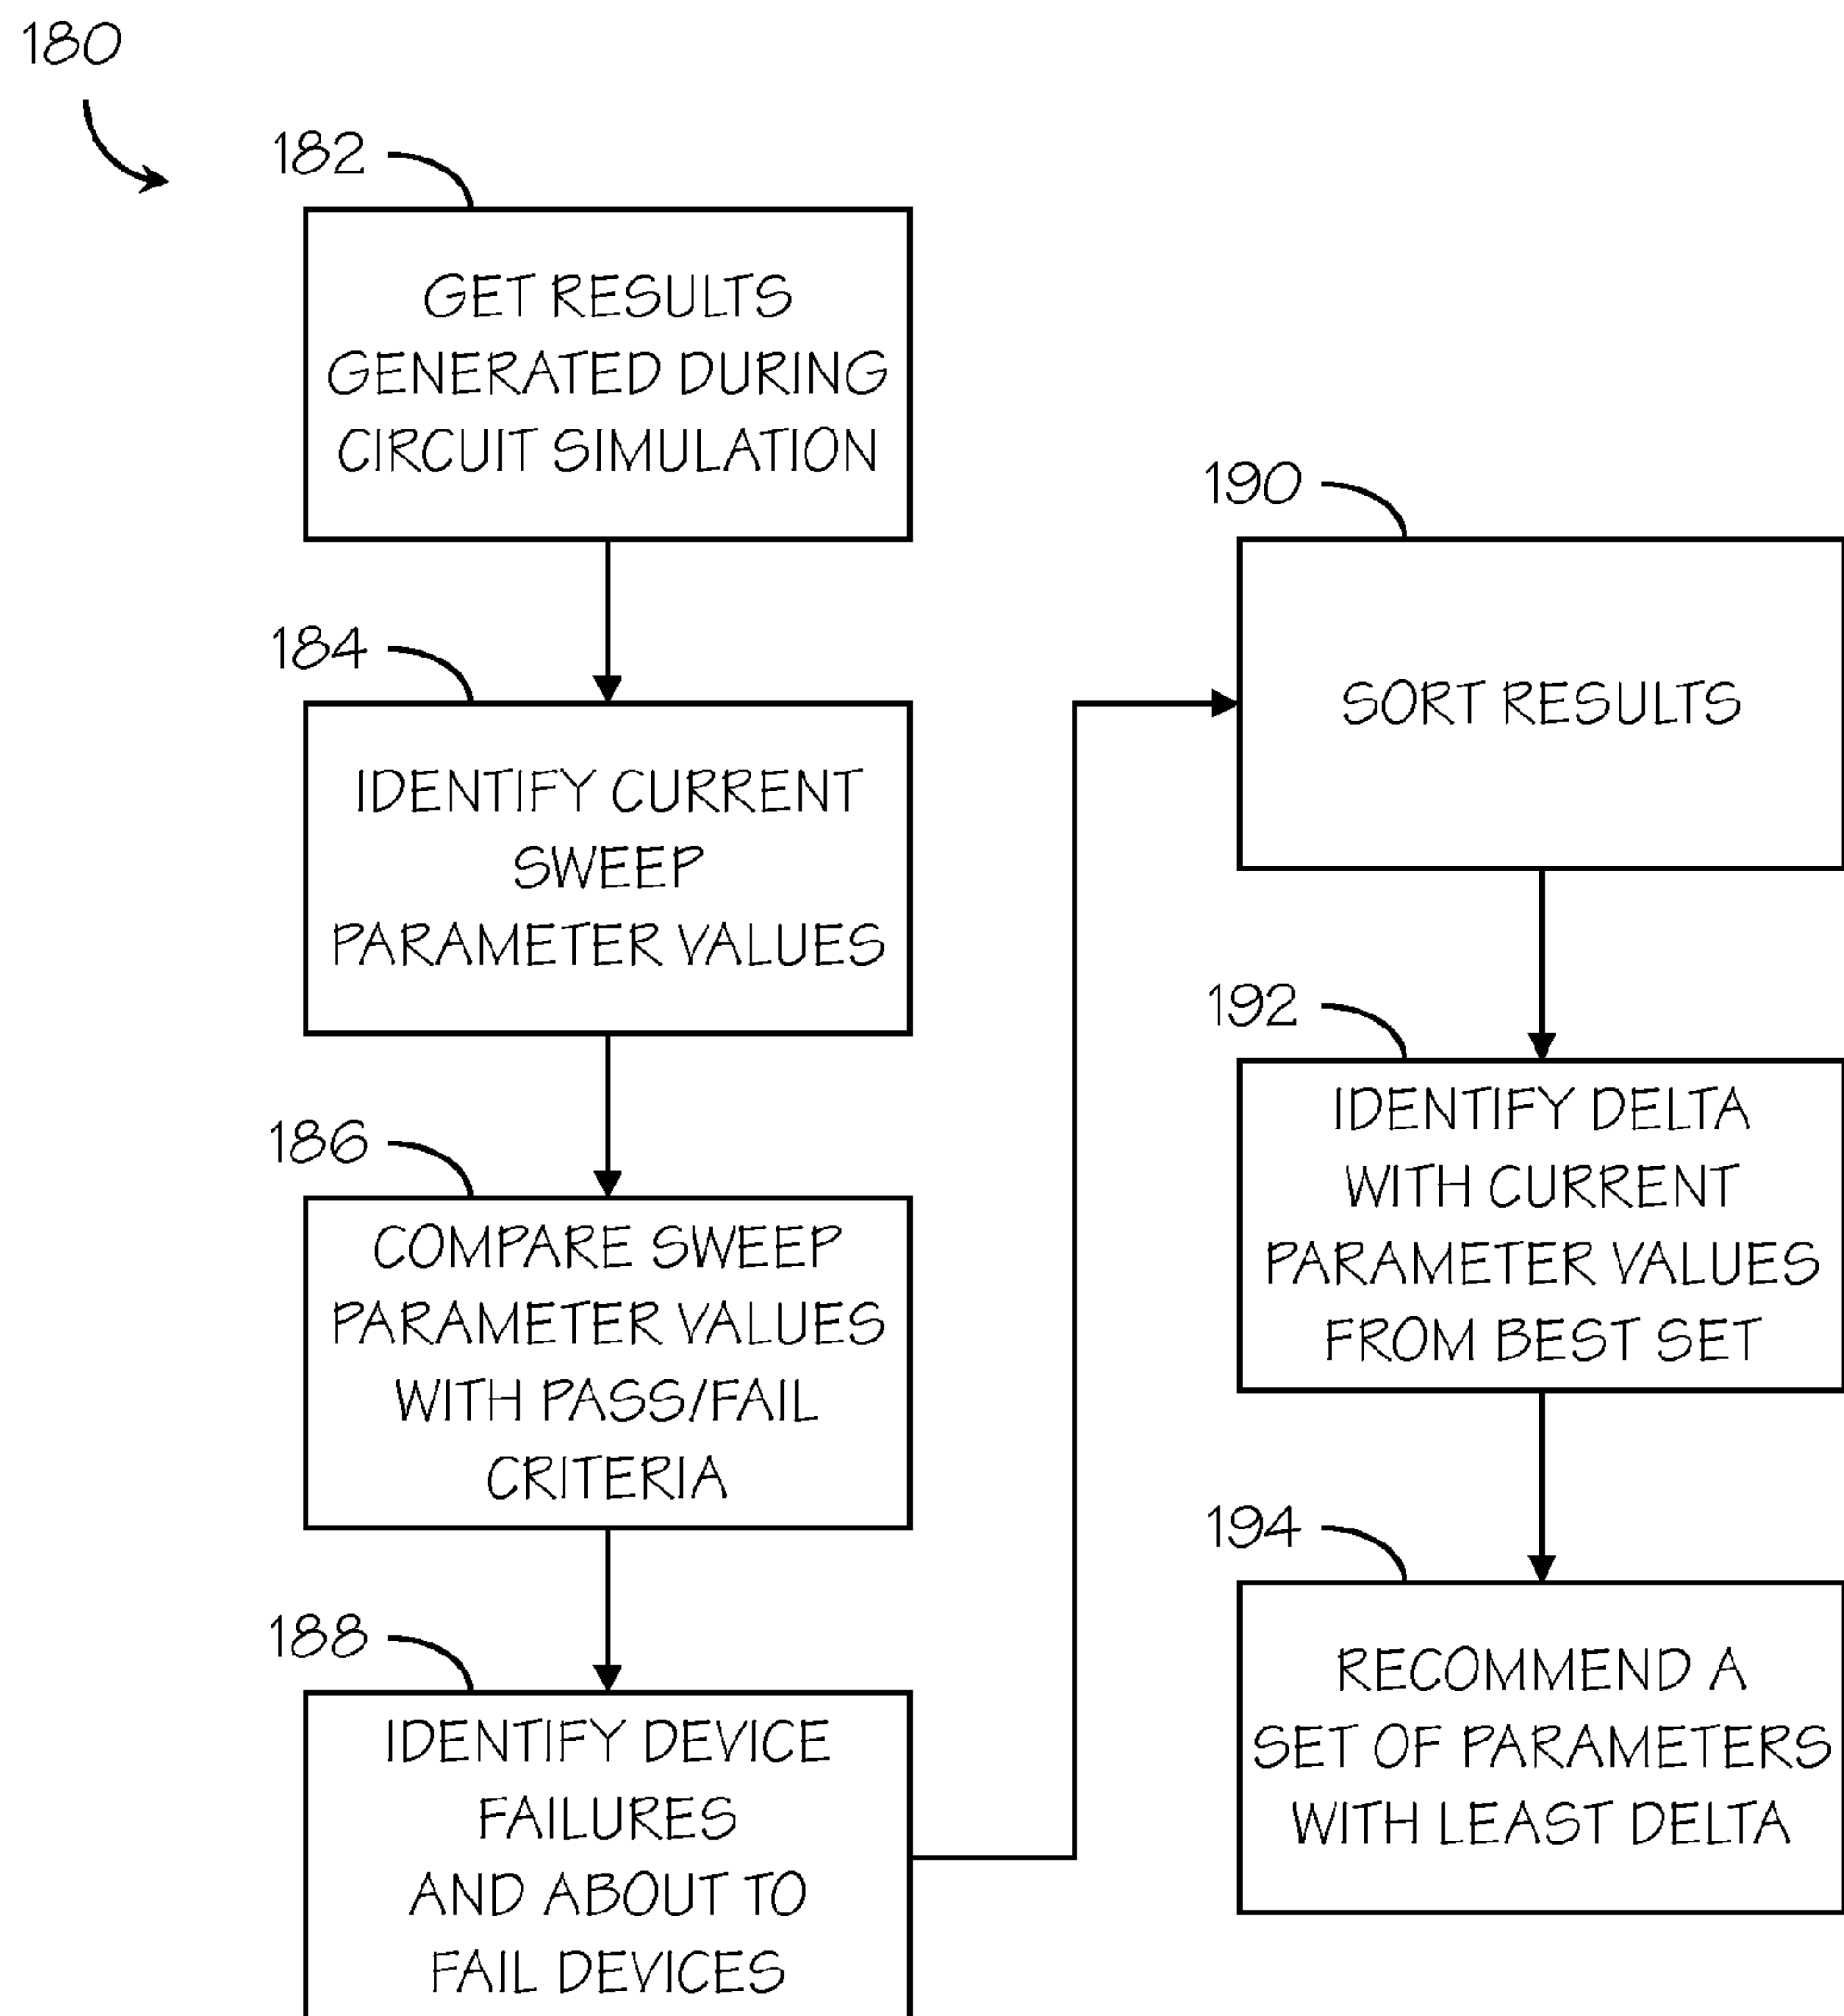 180
182
GET RESULTS
GENERATED DURING
CIRCUIT SIMULATION
184
IDENTIFY CURRENT
SWEEP
PARAMETER VALUES
186
COMPARE SWEEP
PARAMETER VALUES
WITH PASS/FAIL
CRITERIA
188
IDENTIFY DEVICE
FAILURES
AND ABOUT TO
FAIL DEVICES
190
SORT RESULTS
192
IDENTIFY DELTA
WITH CURRENT
PARAMETER VALUES
FROM BEST SET
194
RECOMMEND A
SET OF PARAMETERS
WITH LEAST DELTA